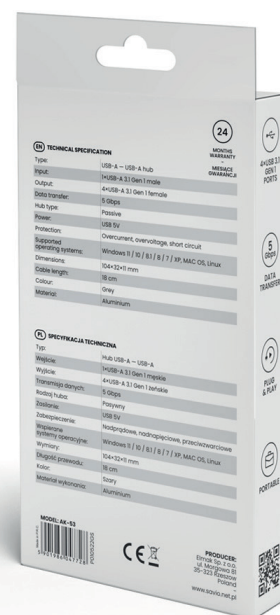 24
MONTHS
WARRANTY
MIESIĄCE
GWARANCJI
EN TECHNICAL SPECIFICATION
Type: USB-A — USB-A hub
Input: 1×USB-A 3.1 Gen 1 male
Output: 4×USB-A 3.1 Gen 1 female
Data transfer: 5 Gbps
Hub type: Passive
Power: USB 5V
Protection: Overcurrent, overvoltage, short circuit
Supported
operating systems: Windows 11 / 10 / 8.1 / 8 / 7 / XP, MAC OS, Linux
Dimensions: 104×32×11 mm
Cable length: 18 cm
Colour: Grey
Material: Aluminium
PL SPECYFIKACJA TECHNICZNA
Typ: Hub USB-A — USB-A
Wejście: 1×USB-A 3.1 Gen 1 męskie
Wyjście: 4×USB-A 3.1 Gen 1 żeńskie
Transmisja danych: 5 Gbps
Rodzaj huba: Pasywny
Zasilanie: USB 5V
Zabezpieczenie: Nadprądowe, nadnapięciowe, przeciwzwarciowe
Wspierane
systemy operacyjne: Windows 11 / 10 / 8.1 / 8 / 7 / XP, MAC OS, Linux
Wymiary: 104×32×11 mm
Długość przewodu: 18 cm
Kolor: Szary
Materiał wykonania: Aluminium
MODEL: AK-53
CE
PRODUCER:
Elmak Sp. z o.o.
ul. Morgowa 81
35-323 Rzeszów
Poland
www.savio.net.pl
4×USB 3.1
GEN 1
PORTS
5
Gbps
DATA
TRANSFER
PLUG
& PLAY
PORTABLE